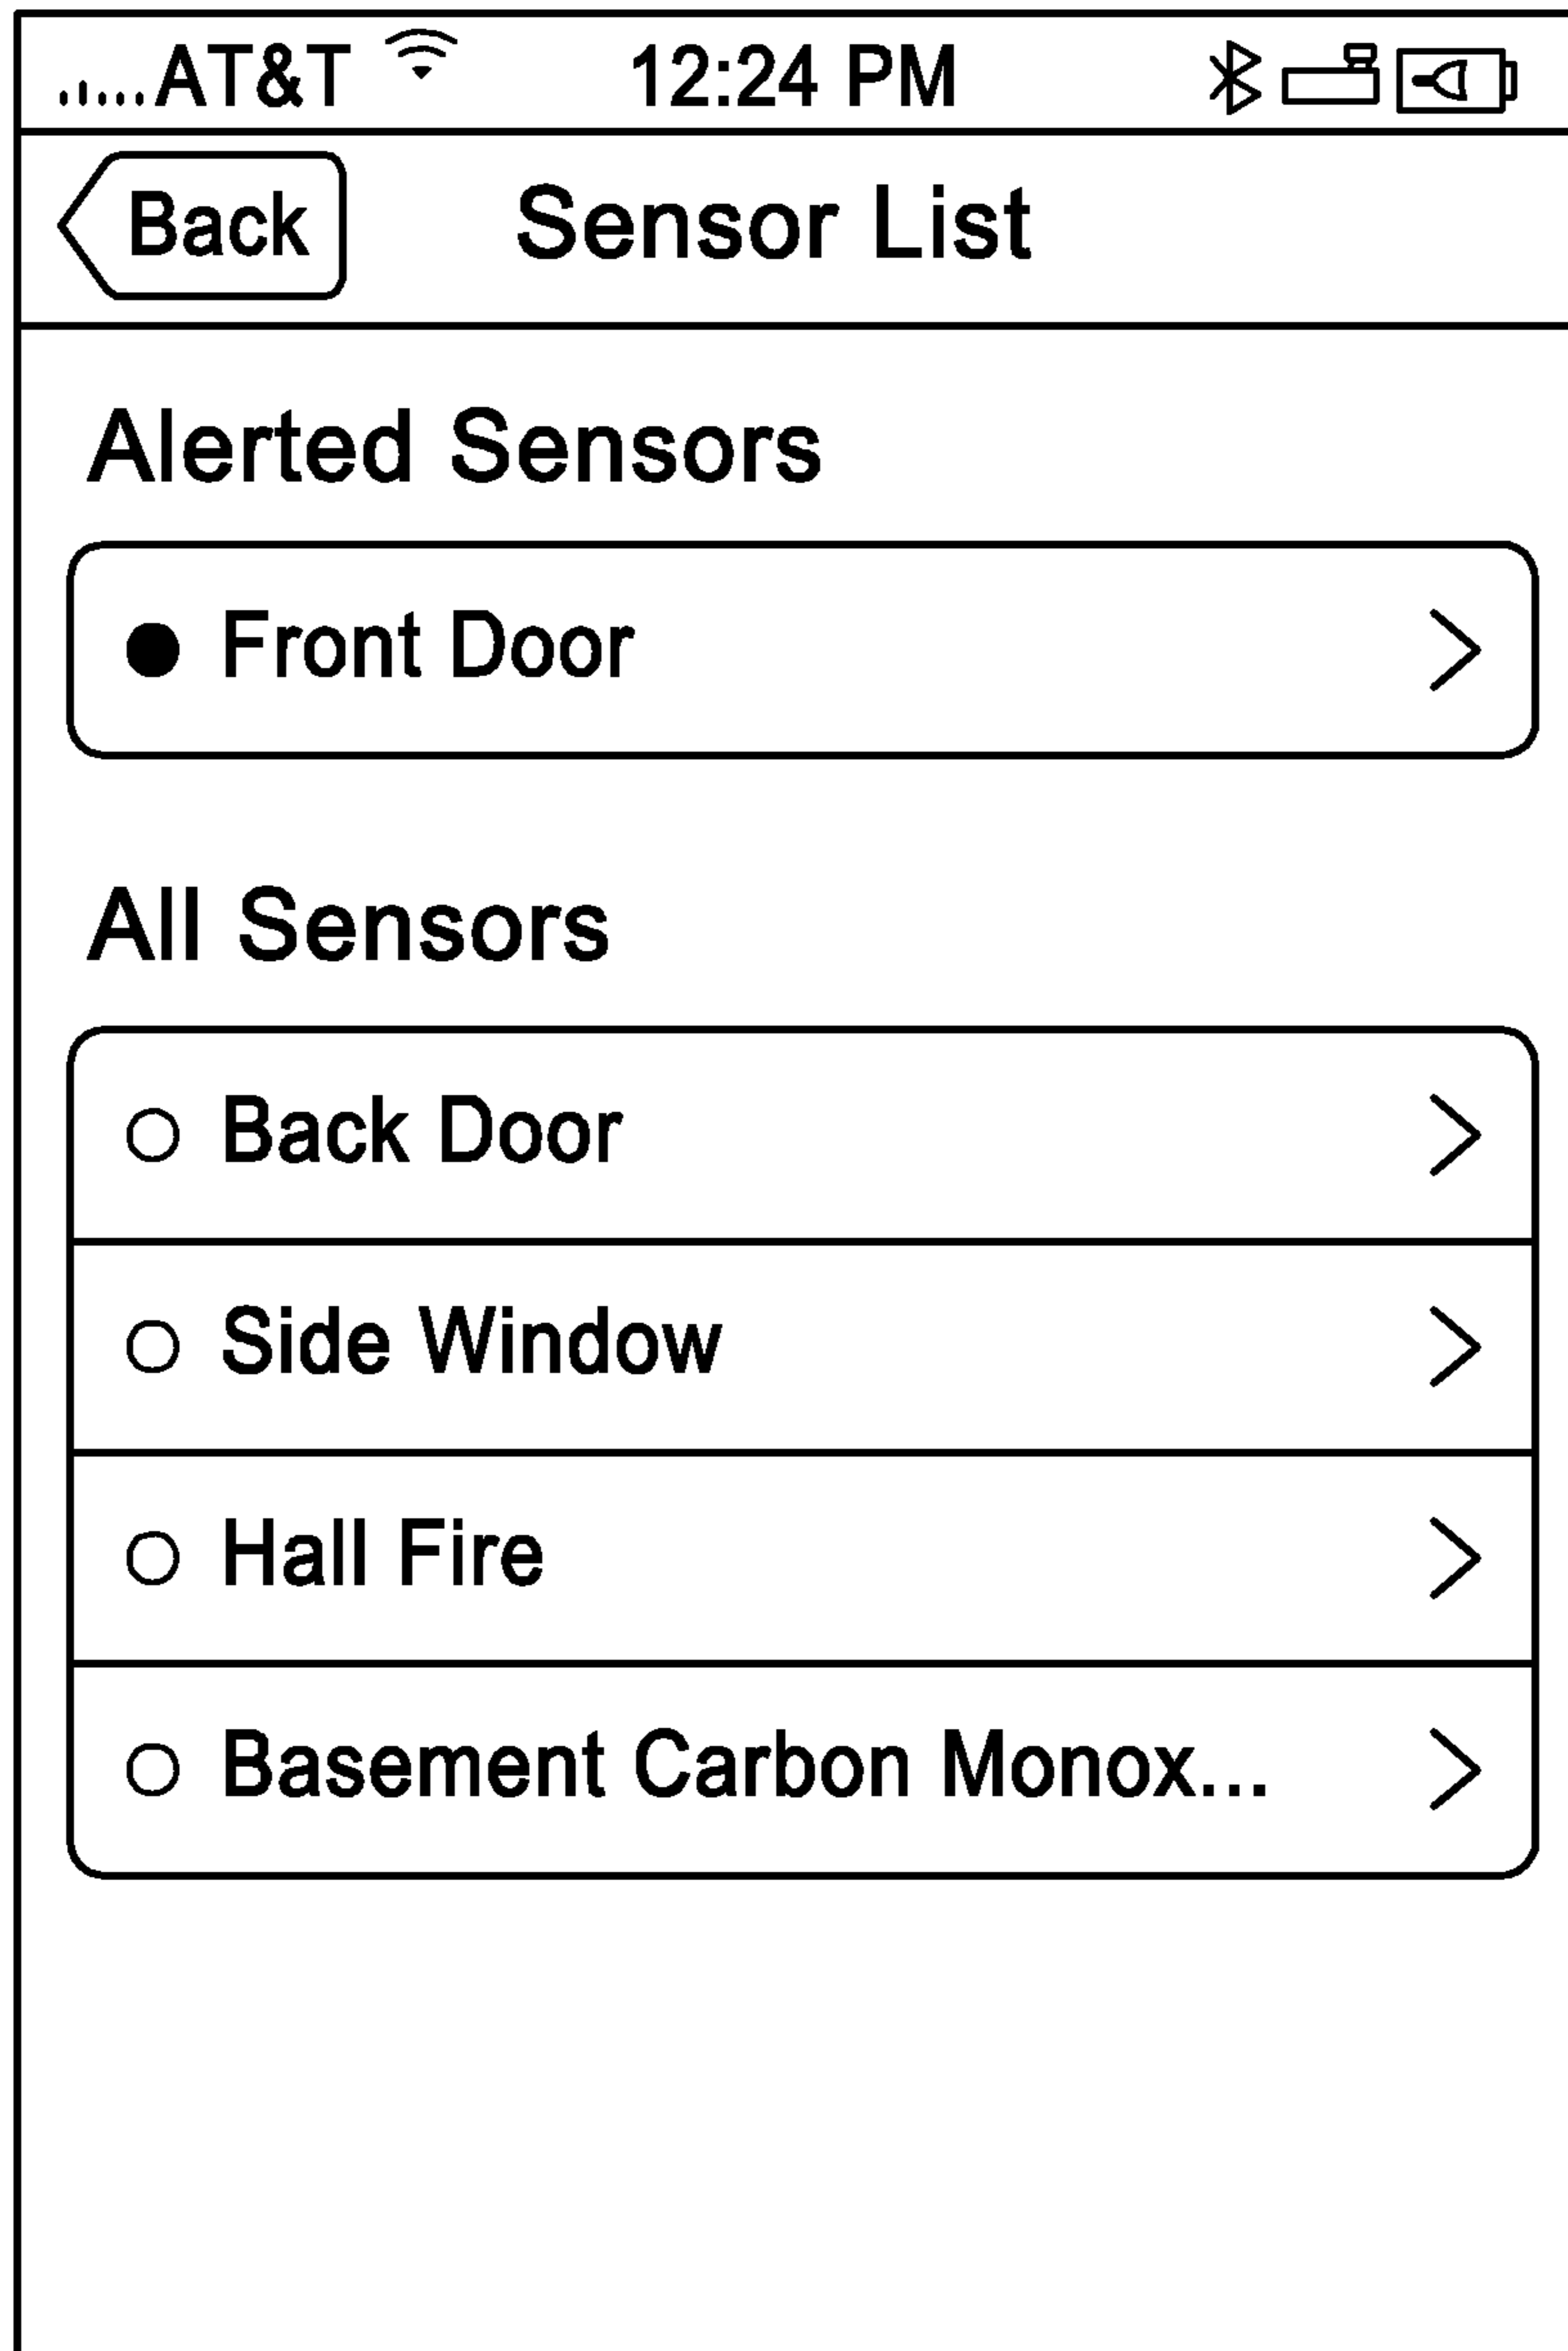 AT&T 12:24 PM
Back Sensor List
Alerted Sensors
Front Door
All Sensors
Back Door
Side Window
Hall Fire
Basement Carbon Monox...